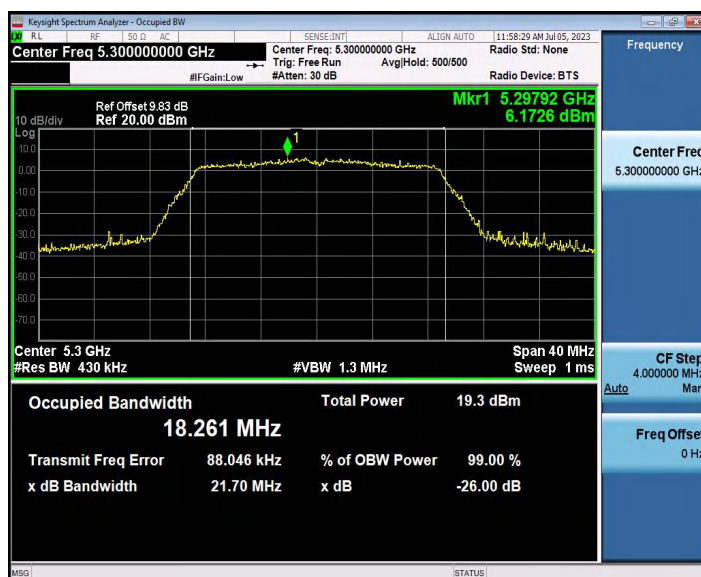 Keysight Spectrum Analyzer - Occupied BW
RL RF 50 Ω AC SENSE:INT ALIGN AUTO 11:58:29 AM Jul 05, 2023
Center Freq 5.300000000 GHz
Center Freq: 5.300000000 GHz Radio Std: None
Trig: Free Run Avg|Hold: 500/500
#IFGain:Low #Atten: 30 dB Radio Device: BTS
Frequency
Ref Offset 9.83 dB
10 dB/div Ref 20.00 dBm
Mkr1 5.29792 GHz
6.1726 dBm
Log
1
10.0
0.00
-10.0
-20.0
-30.0
-40.0
-50.0
-60.0
-70.0
Center 5.3 GHz Span 40 MHz
#Res BW 430 kHz #VBW 1.3 MHz Sweep 1 ms
Occupied Bandwidth Total Power 19.3 dBm
18.261 MHz
Transmit Freq Error 88.046 kHz % of OBW Power 99.00 %
x dB Bandwidth 21.70 MHz x dB -26.00 dB
Center Freq
5.300000000 GHz
CF Step
4.000000 MHz
Auto Man
Freq Offset
0 Hz
MSG STATUS